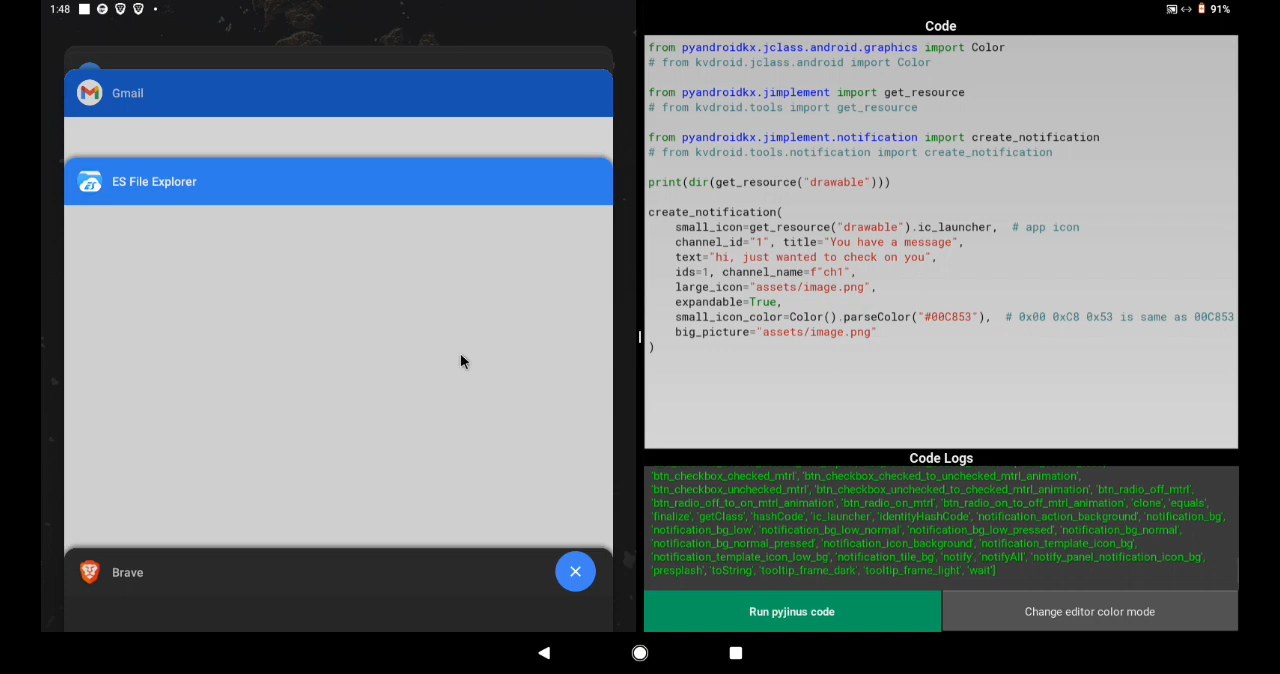 1:48
91%
Gmail
ES File Explorer
Brave
Code
from pyandroidkx.jclass.android.graphics import Color
# from kvdroid.jclass.android import Color
from pyandroidkx.jimplement import get_resource
# from kvdroid.tools import get_resource
from pyandroidkx.jimplement.notification import create_notification
# from kvdroid.tools.notification import create_notification
print(dir(get_resource("drawable")))
create_notification(
small_icon=get_resource("drawable").ic_launcher,  # app icon
channel_id="1", title="You have a message",
text="hi, just wanted to check on you",
ids=1, channel_name=f"ch1",
large_icon="assets/image.png",
expandable=True,
small_icon_color=Color().parseColor("#00C853"),  # 0x00 0xC8 0x53 is same as 00C853
big_picture="assets/image.png"
)
Code Logs
'btn_checkbox_checked_mtrl', 'btn_checkbox_checked_to_unchecked_mtrl_animation',
'btn_checkbox_unchecked_mtrl', 'btn_checkbox_unchecked_to_checked_mtrl_animation', 'btn_radio_off_mtrl',
'btn_radio_off_to_on_mtrl_animation', 'btn_radio_on_mtrl', 'btn_radio_on_to_off_mtrl_animation', 'clone', 'equals',
'finalize', 'getClass', 'hashCode', 'ic_launcher', 'identityHashCode', 'notification_action_background', 'notification_bg',
'notification_bg_low', 'notification_bg_low_normal', 'notification_bg_low_pressed', 'notification_bg_normal',
'notification_bg_normal_pressed', 'notification_icon_background', 'notification_template_icon_bg',
'notification_template_icon_low_bg', 'notification_tile_bg', 'notify', 'notifyAll', 'notify_panel_notification_icon_bg',
'presplash', 'toString', 'tooltip_frame_dark', 'tooltip_frame_light', 'wait']
Run pyjinus code
Change editor color mode